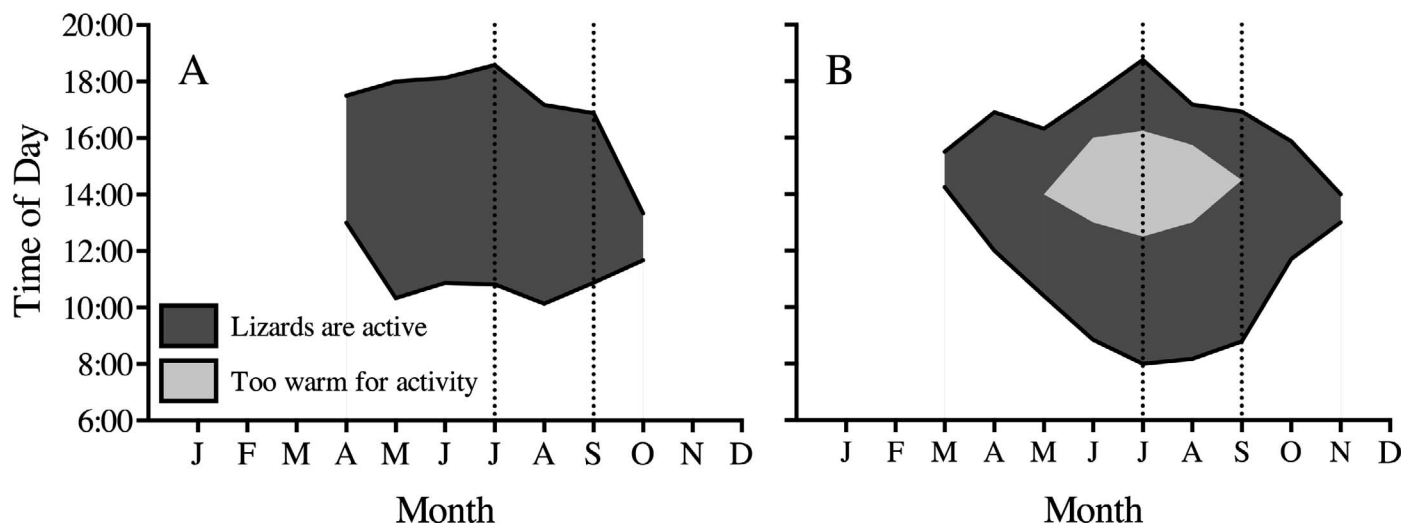 20:00
A
B
18:00
16:00
14:00
12:00
10:00
8:00
6:00
Time of Day
Lizards are active
Too warm for activity
J F M A M J J A S O N D
J F M A M J J A S O N D
Month
Month